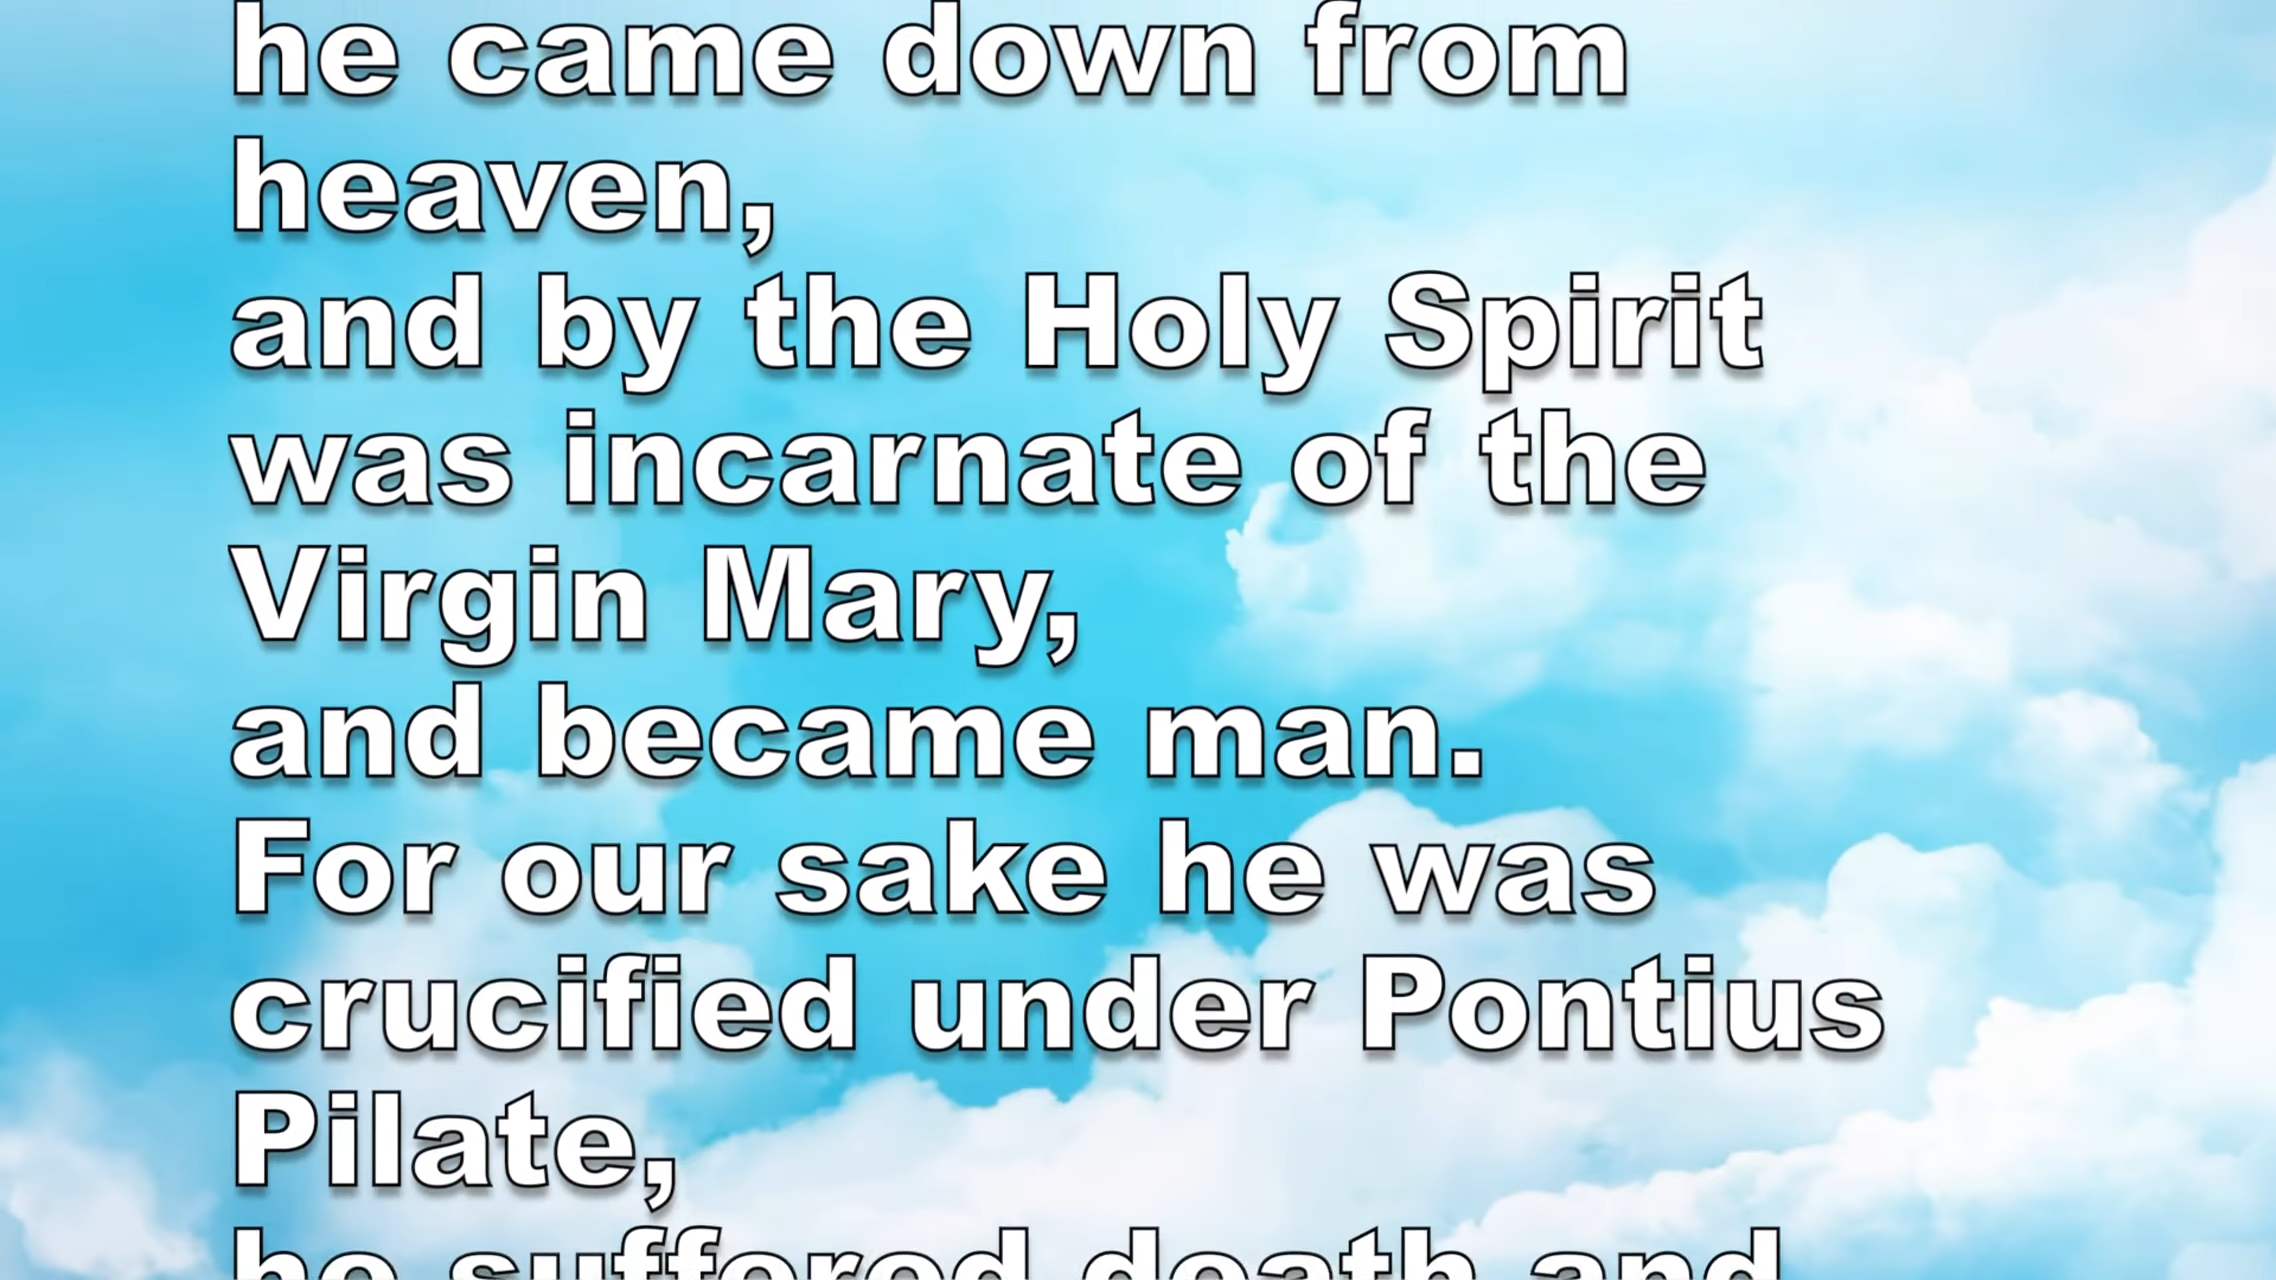 he came down from
heaven,
and by the Holy Spirit
was incarnate of the
Virgin Mary,
and became man.
For our sake he was
crucified under Pontius
Pilate,
he suffered death and